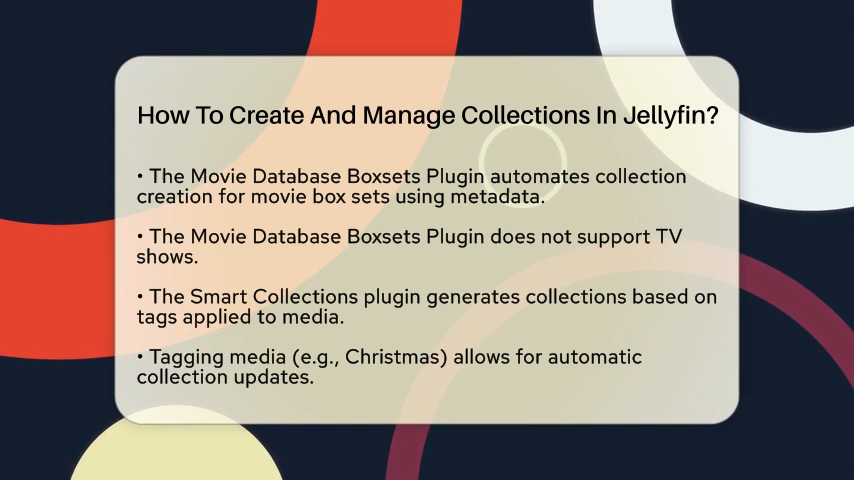 How To Create And Manage Collections In Jellyfin?
• The Movie Database Boxsets Plugin automates collection
creation for movie box sets using metadata.
• The Movie Database Boxsets Plugin does not support TV
shows.
• The Smart Collections plugin generates collections based on
tags applied to media.
• Tagging media (e.g., Christmas) allows for automatic
collection updates.